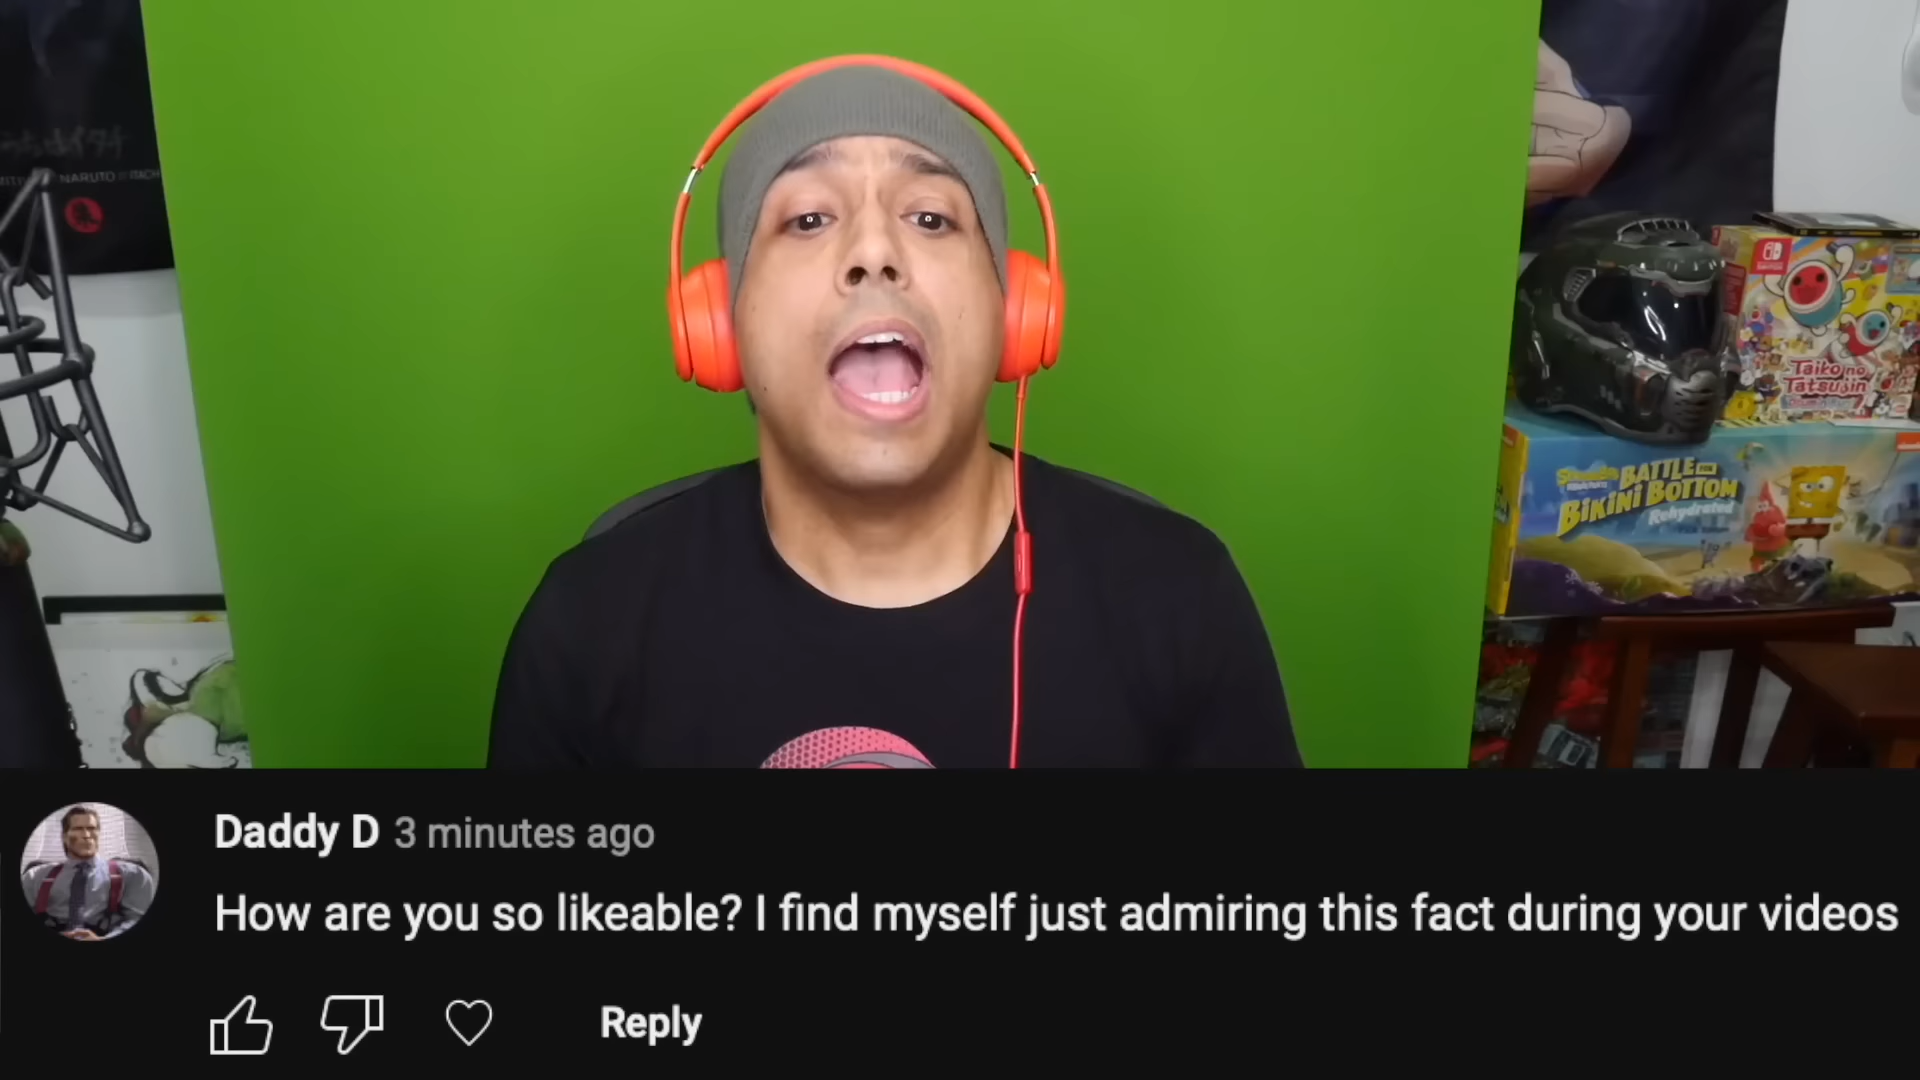 NARUTO
Taiko no
Tatsujin
BATTLE FOR
BIKINI BOTTOM
Rehydrated
Daddy D 3 minutes ago
How are you so likeable? I find myself just admiring this fact during your videos
Reply